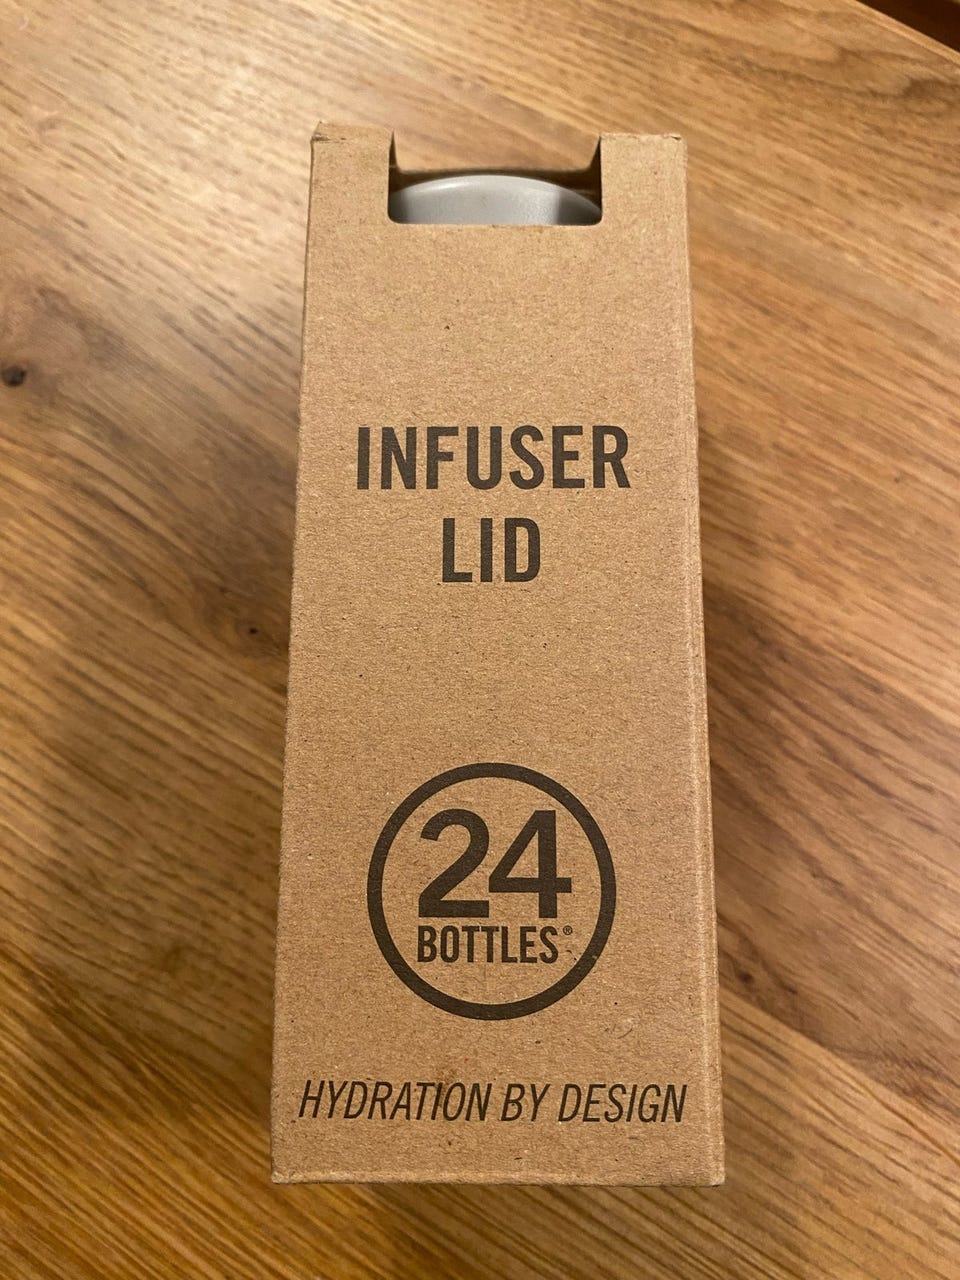 INFUSER
LID
24
BOTTLES®
HYDRATION BY DESIGN